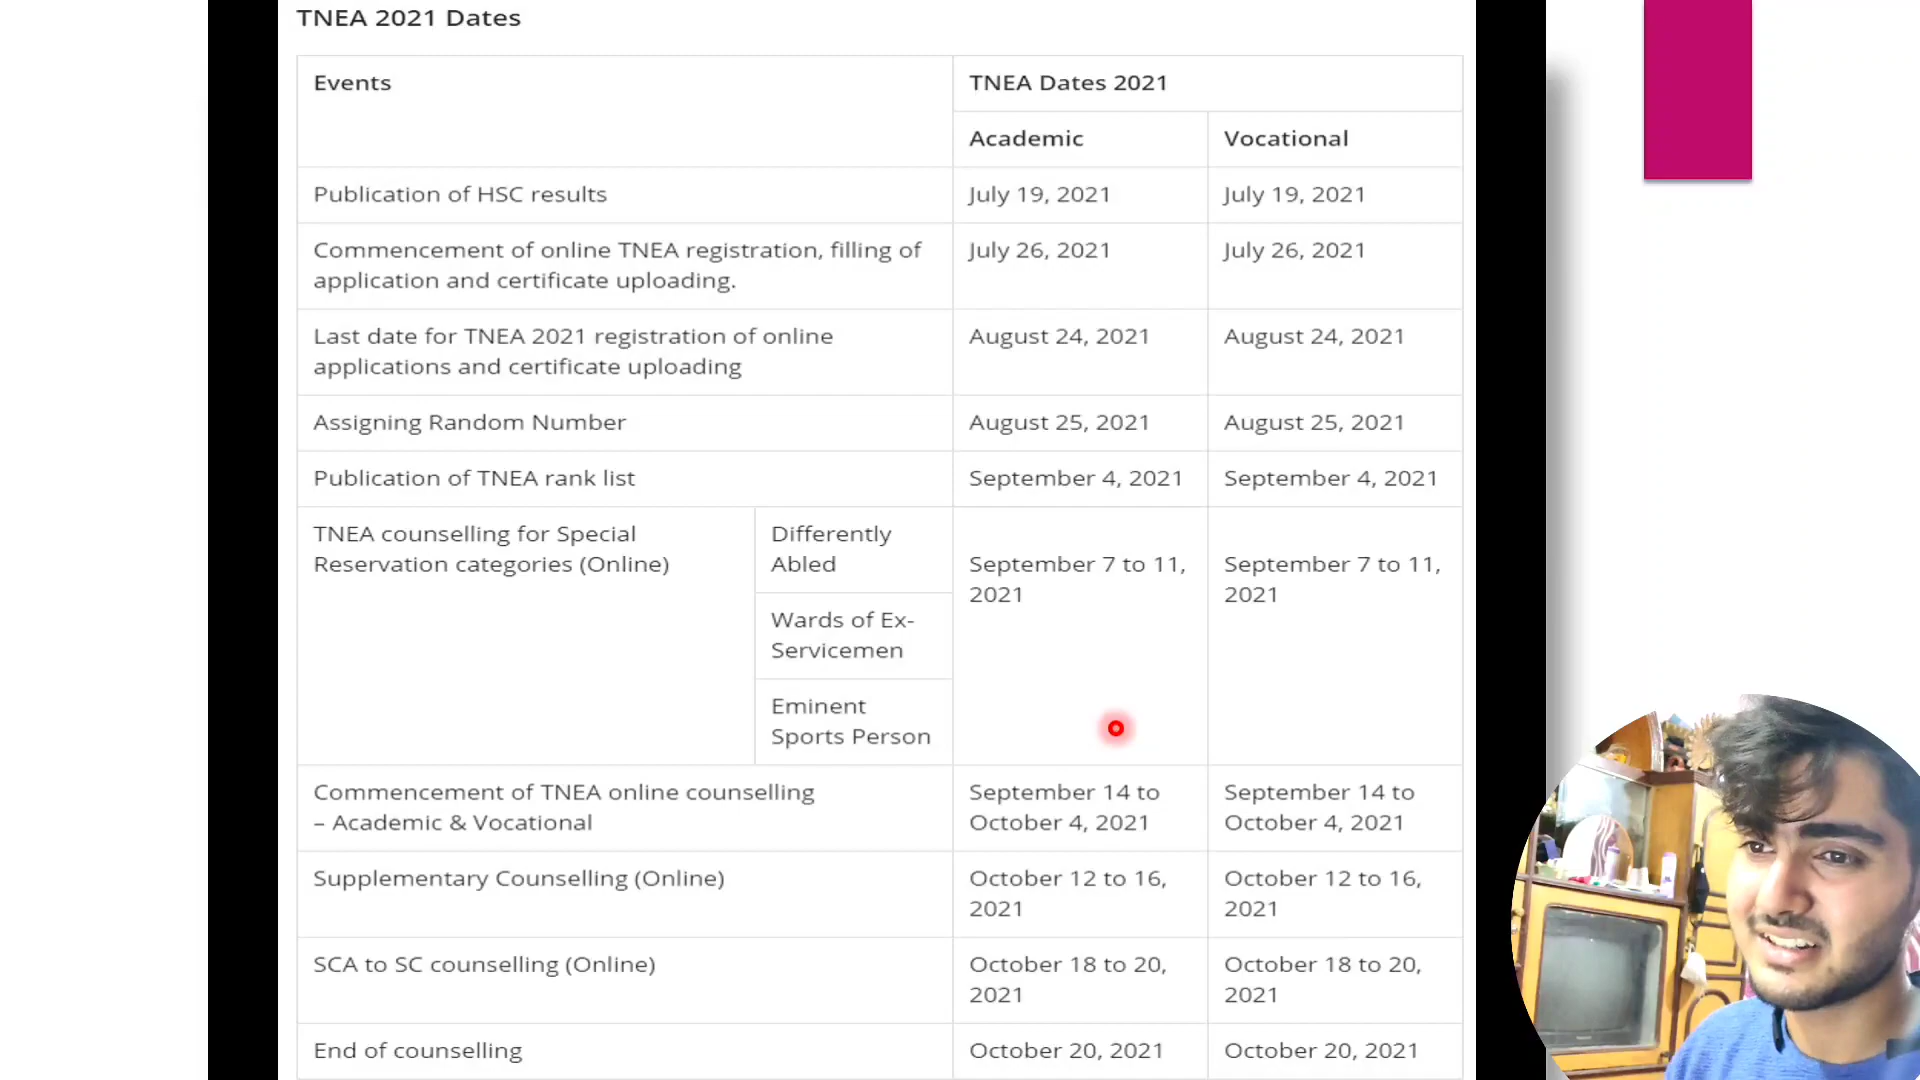 TNEA 2021 Dates
Events
TNEA Dates 2021
Academic
Vocational
Publication of HSC results
July 19, 2021
July 19, 2021
Commencement of online TNEA registration, filling of
application and certificate uploading.
July 26, 2021
July 26, 2021
Last date for TNEA 2021 registration of online
applications and certificate uploading
August 24, 2021
August 24, 2021
Assigning Random Number
August 25, 2021
August 25, 2021
Publication of TNEA rank list
September 4, 2021
September 4, 2021
TNEA counselling for Special
Reservation categories (Online)
Differently
Abled
Wards of Ex-
Servicemen
Eminent
Sports Person
September 7 to 11,
2021
September 7 to 11,
2021
Commencement of TNEA online counselling
– Academic & Vocational
September 14 to
October 4, 2021
September 14 to
October 4, 2021
Supplementary Counselling (Online)
October 12 to 16,
2021
October 12 to 16,
2021
SCA to SC counselling (Online)
October 18 to 20,
2021
October 18 to 20,
2021
End of counselling
October 20, 2021
October 20, 2021